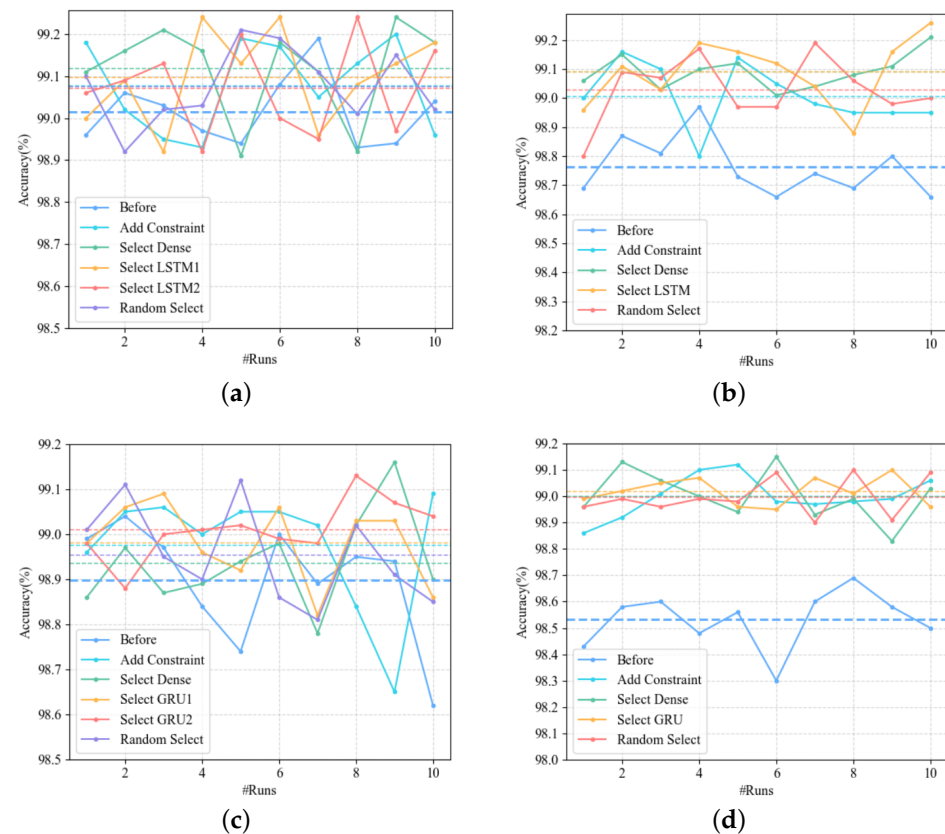 99.2
99.1
99.0
98.9
98.8
98.7
98.6
98.5
Accuracy(%)
Before
Add Constraint
Select Dense
Select LSTM1
Select LSTM2
Random Select
2
4
6
8
10
#Runs
(a)
99.2
99.1
99.0
98.9
98.8
98.7
98.6
98.5
98.4
98.3
98.2
Accuracy(%)
Before
Add Constraint
Select Dense
Select LSTM
Random Select
2
4
6
8
10
#Runs
(b)
99.2
99.1
99.0
98.9
98.8
98.7
98.6
98.5
Accuracy(%)
Before
Add Constraint
Select Dense
Select GRU1
Select GRU2
Random Select
2
4
6
8
10
#Runs
(c)
99.2
99.1
99.0
98.9
98.8
98.7
98.6
98.5
98.4
98.3
98.2
98.1
98.0
Accuracy(%)
Before
Add Constraint
Select Dense
Select GRU
Random Select
2
4
6
8
10
#Runs
(d)